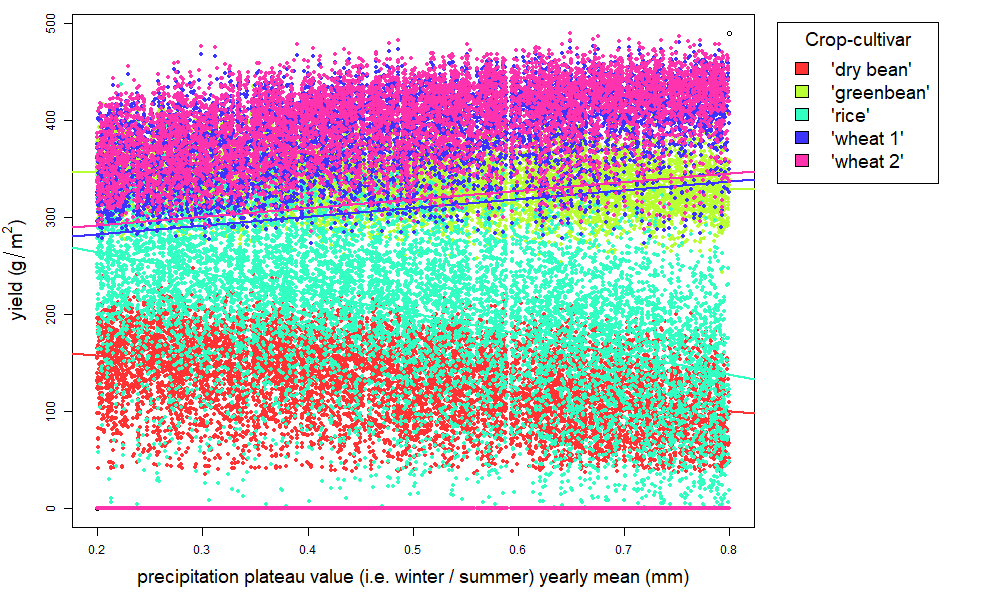 500
400
300
200
100
0
yield (g/m²)
0.2 0.3 0.4 0.5 0.6 0.7 0.8
precipitation plateau value (i.e. winter / summer) yearly mean (mm)
Crop-cultivar
'dry bean'
'greenbean'
'rice'
'wheat 1'
'wheat 2'